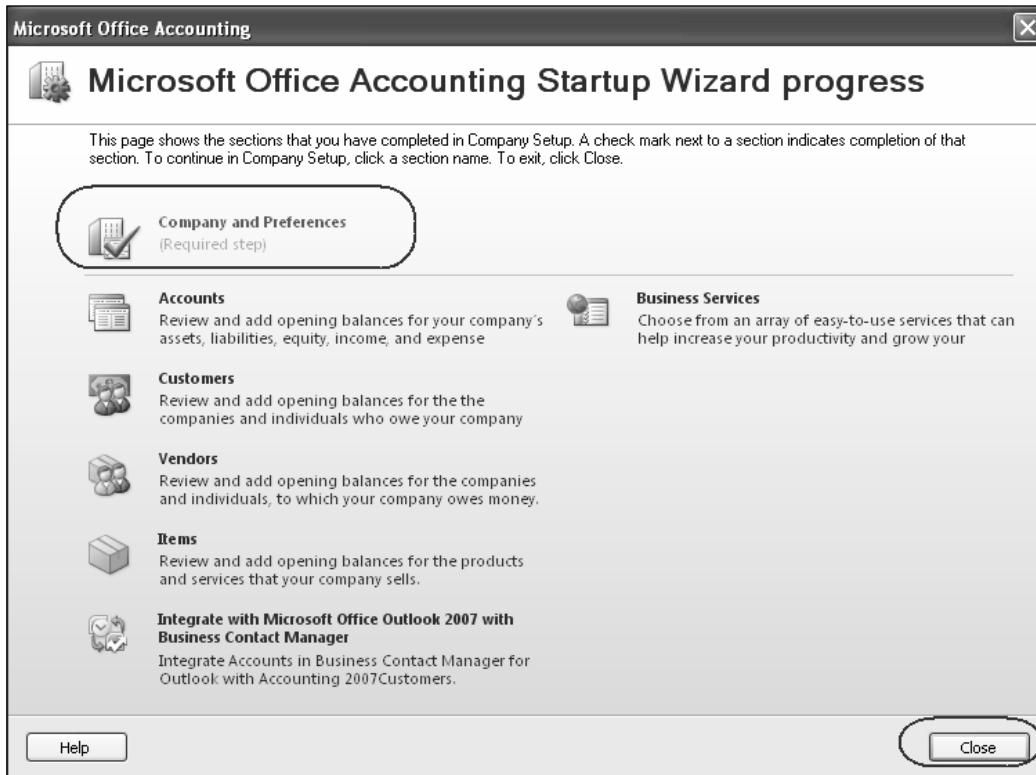 Microsoft Office Accounting
Microsoft Office Accounting Startup Wizard progress
This page shows the sections that you have completed in Company Setup. A check mark next to a section indicates completion of that
section. To continue in Company Setup, click a section name. To exit, click Close.
Company and Preferences
(Required step)
Accounts
Review and add opening balances for your company's
assets, liabilities, equity, income, and expense
Customers
Review and add opening balances for the the
companies and individuals who owe your company
Vendors
Review and add opening balances for the companies
and individuals, to which your company owes money.
Items
Review and add opening balances for the products
and services that your company sells.
Integrate with Microsoft Office Outlook 2007 with
Business Contact Manager
Integrate Accounts in Business Contact Manager for
Outlook with Accounting 2007Customers.
Business Services
Choose from an array of easy-to-use services that can
help increase your productivity and grow your
Help
Close